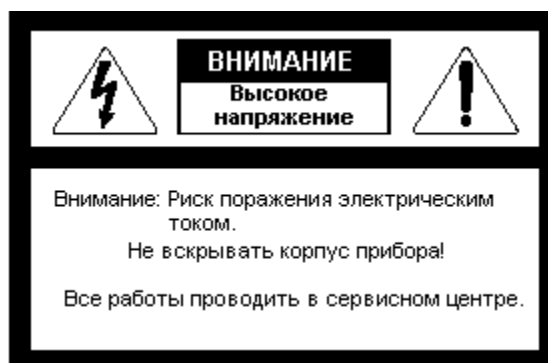 ВНИМАНИЕ
Высокое
напряжение
Внимание: Риск поражения электрическим
током.
Не вскрывать корпус прибора!
Все работы проводить в сервисном центре.